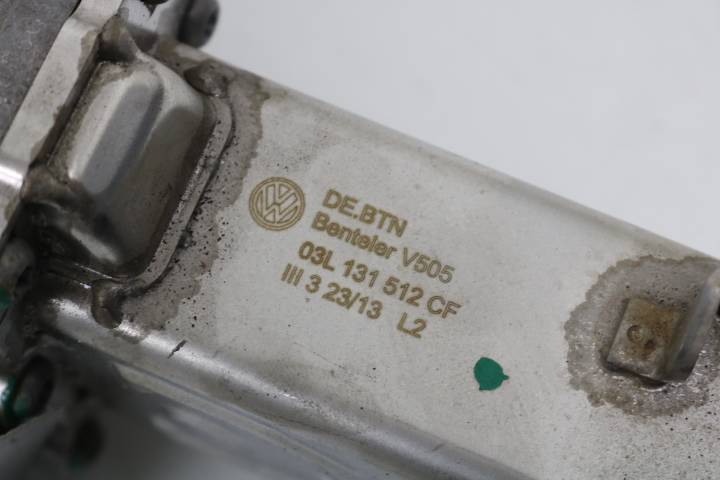 DE.BTN
Benteler V505
03L 131 512 CF
III 3 23/13 L2